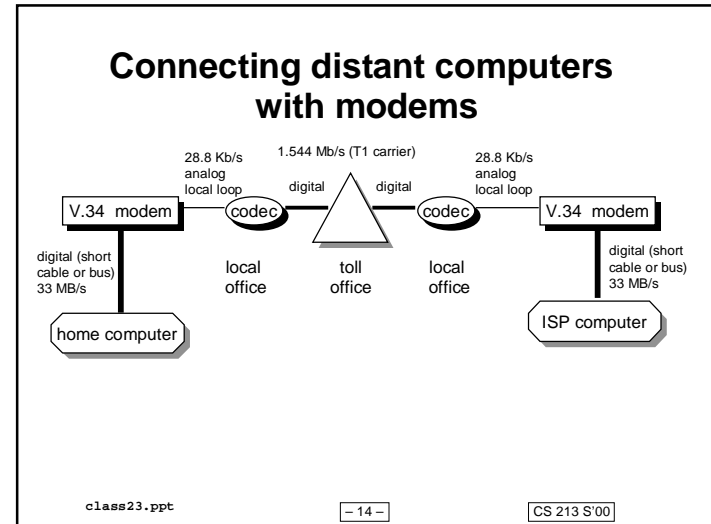 Connecting distant computers
with modems
1.544 Mb/s (T1 carrier)
28.8 Kb/s
analog
local loop
digital
digital
28.8 Kb/s
analog
local loop
V.34 modem
codec
codec
V.34 modem
digital (short
cable or bus)
33 MB/s
local
office
toll
office
local
office
digital (short
cable or bus)
33 MB/s
home computer
ISP computer
class23.ppt
– 14 –
CS 213 S'00